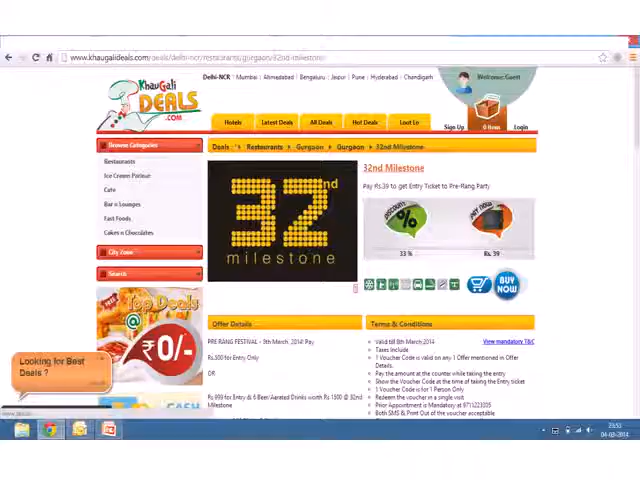 www.khaugalideals.com/deals/delhi-ncr/restaurants/gurgaon/32nd-milestone
KhauGali
DEALS
.COM
Delhi-NCR | Mumbai | Ahmedabad | Bengaluru | Jaipur | Pune | Hyderabad | Chandigarh
Welcome: Guest
Hotels
Latest Deals
All Deals
Hot Deals
Loot Lo
Sign Up
0 Item
Login
Browse Categories
Restaurants
Ice Cream Parlour
Cafe
Bar n Lounges
Fast Foods
Cakes n Chocolates
City Zone
Search
Deals
Restaurants
Gurgaon
Gurgaon
32nd Milestone
32nd
milestone
32nd Milestone
Pay Rs.39 to get Entry Ticket to Pre-Rang Party
DISCOUNT
%
33 %
Rs. 39
BUY
NOW
FREE
Top Deals
@
₹0/-
CASH
Looking for Best
Deals ?
Offer Details
PRE RANG FESTIVAL - 9th March, 2014! Pay
Rs.500 for Entry Only
OR
Rs.999 for Entry & 6 Beer/Aerated Drinks worth Rs 1500 @ 32nd
Milestone
Terms & Conditions
View mandatory T&C
Valid till 8th March,2014
Taxes Include
1 Voucher Code is valid on any 1 Offer mentioned in Offer
Details.
Pay the amount at the counter while taking the entry
Show the Voucher Code at the time of taking the Entry ticket
1 Voucher Code is for 1 Person Only
Redeem the voucher in a single visit
Prior Appointment is Mandatory at 9711223335
Both SMS & Print Out of the voucher acceptable
23:53
04-03-2014